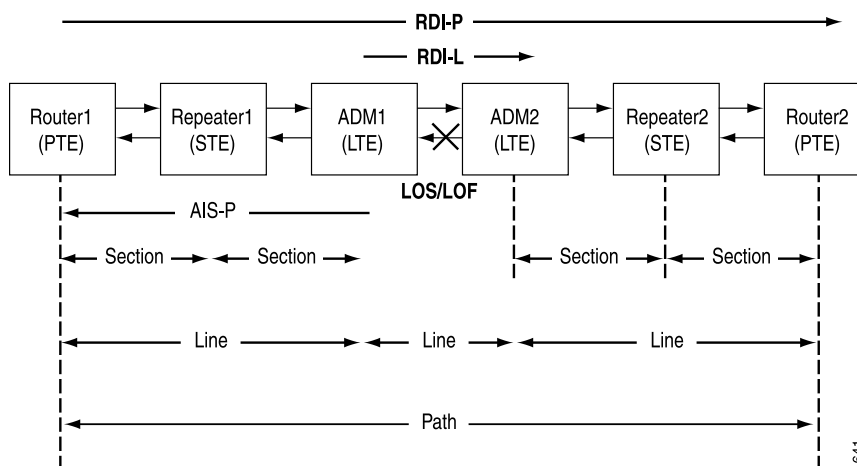 RDI-P
RDI-L
Router1
(PTE)
Repeater1
(STE)
ADM1
(LTE)
ADM2
(LTE)
Repeater2
(STE)
Router2
(PTE)
LOS/LOF
AIS-P
Section
Section
Section
Section
Line
Line
Line
Path